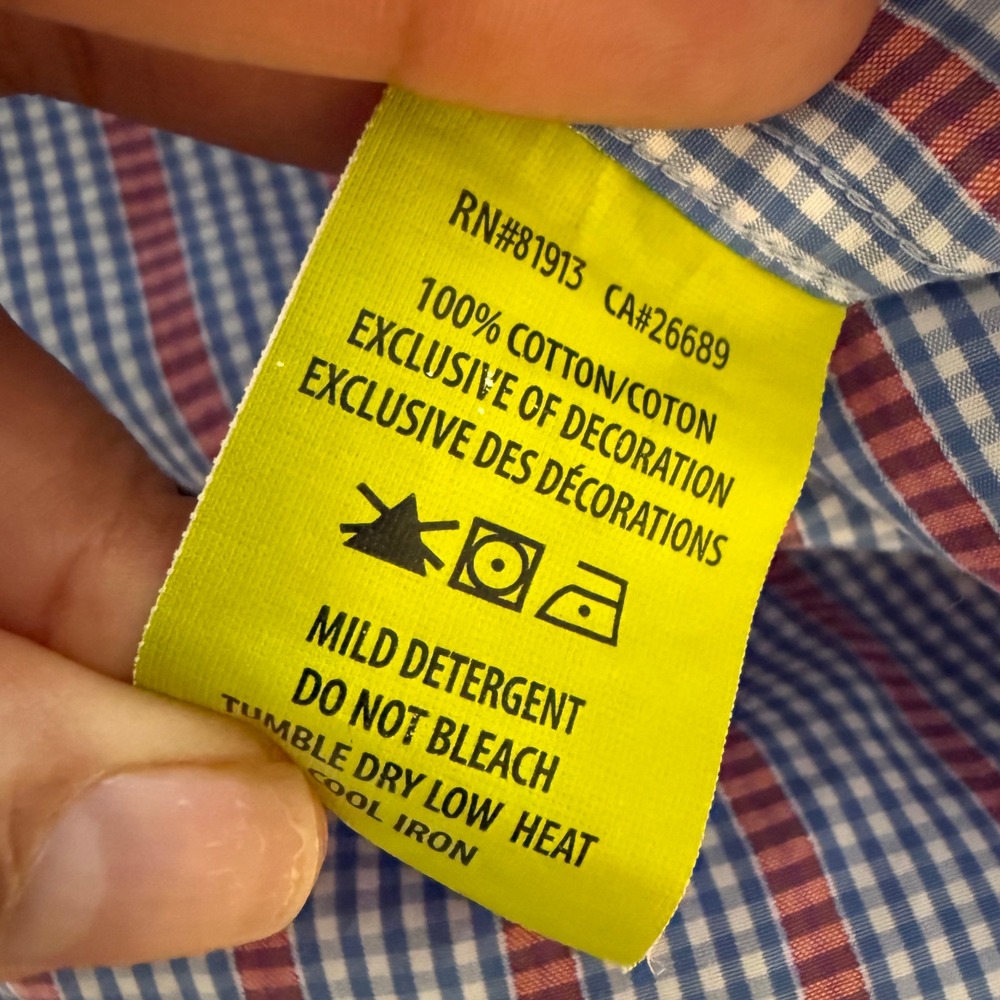 RN#81913 CA#26689
100% COTTON/COTON
EXCLUSIVE OF DECORATION
EXCLUSIVE DES DÉCORATIONS
MILD DETERGENT
DO NOT BLEACH
TUMBLE DRY LOW HEAT
COOL IRON